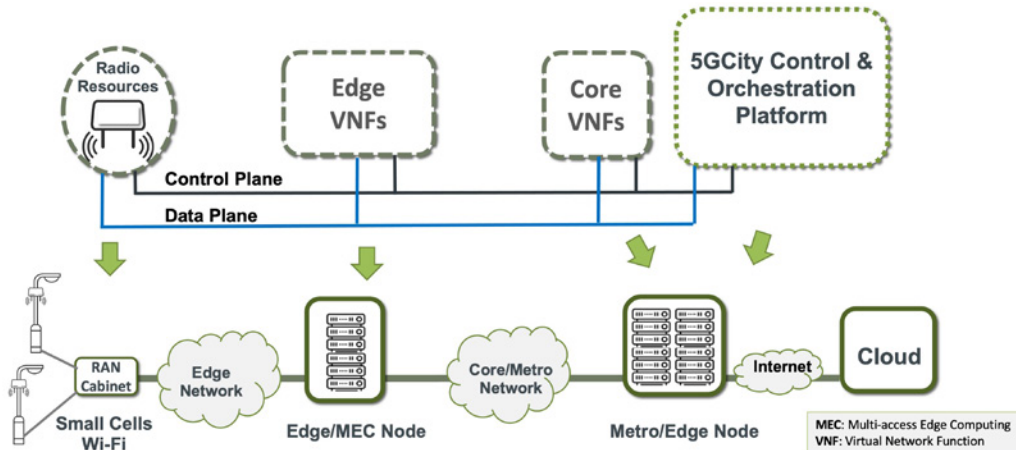 Radio
Resources
Edge
VNFs
Core
VNFs
5GCity Control &
Orchestration
Platform
Control Plane
Data Plane
RAN
Cabinet
Edge
Network
Core/Metro
Network
Internet
Cloud
Small Cells
Wi-Fi
Edge/MEC Node
Metro/Edge Node
MEC: Multi-access Edge Computing
VNF: Virtual Network Function